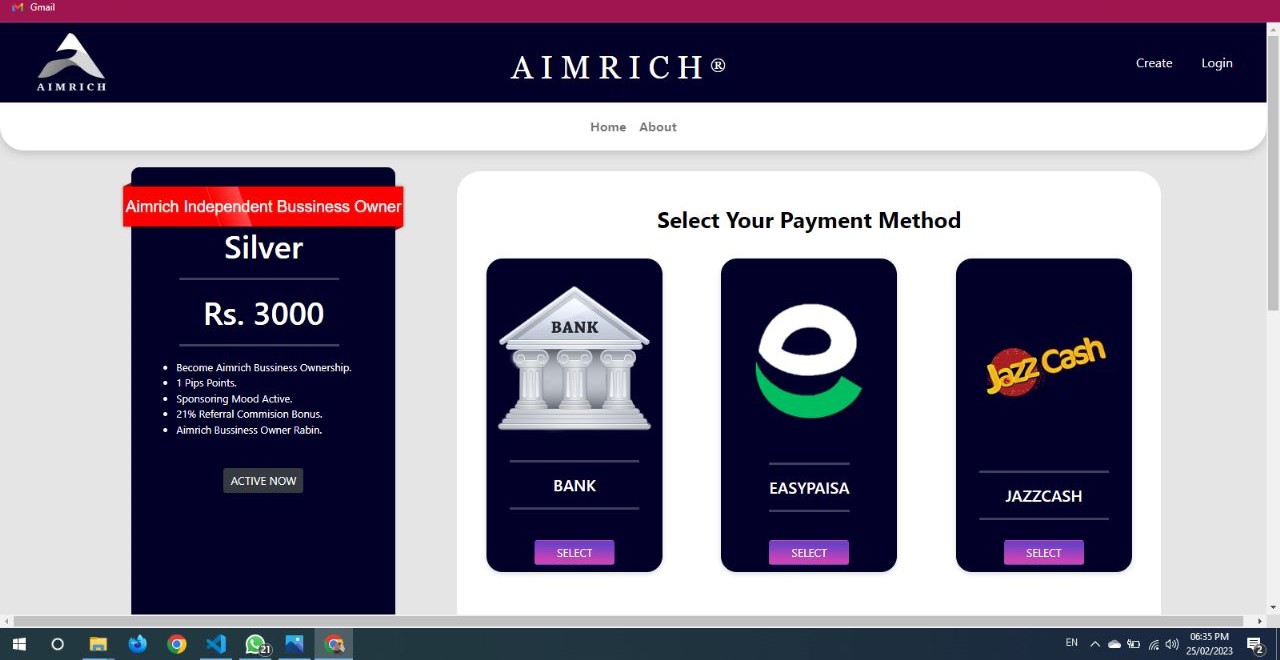 Gmail
AIMRICH
AIMRICH®
Create
Login
Home
About
Aimrich Independent Bussiness Owner
Silver
Rs. 3000
Become Aimrich Bussiness Ownership.
1 Pips Points.
Sponsoring Mood Active.
21% Referral Commision Bonus.
Aimrich Bussiness Owner Rabin.
ACTIVE NOW
Select Your Payment Method
BANK
BANK
SELECT
EASYPAISA
SELECT
Jazz Cash
JAZZCASH
SELECT
21
EN
06:35 PM
25/02/2023
2